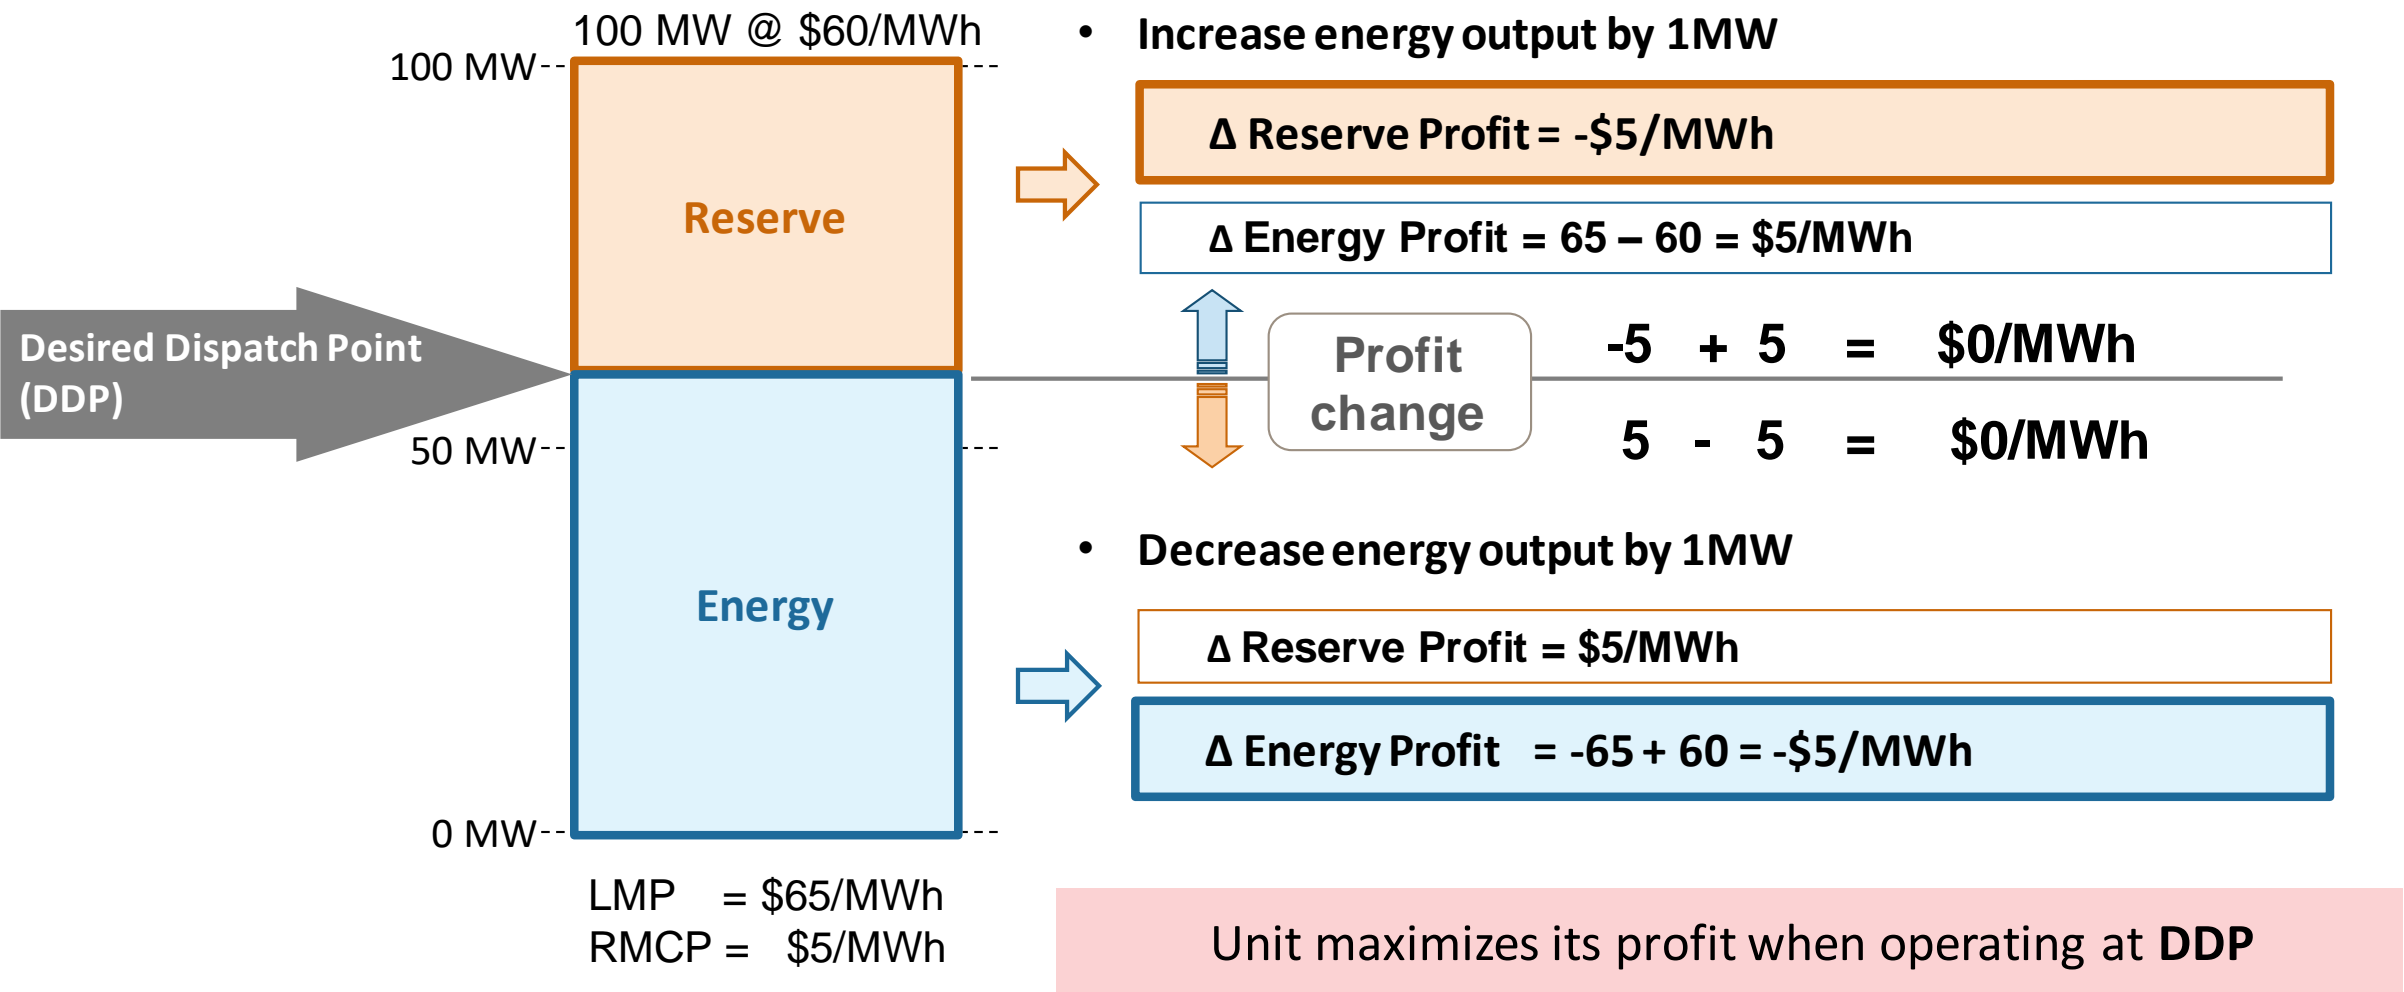 100 MW @ $60/MWh
100 MW
Reserve
Desired Dispatch Point
(DDP)
50 MW
Energy
0 MW
LMP = $65/MWh
RMCP = $5/MWh
• Increase energy output by 1MW
Δ Reserve Profit = -$5/MWh
Δ Energy Profit = 65 – 60 = $5/MWh
Profit
change
-5 + 5 = $0/MWh
5 - 5 = $0/MWh
• Decrease energy output by 1MW
Δ Reserve Profit = $5/MWh
Δ Energy Profit = -65 + 60 = -$5/MWh
Unit maximizes its profit when operating at DDP